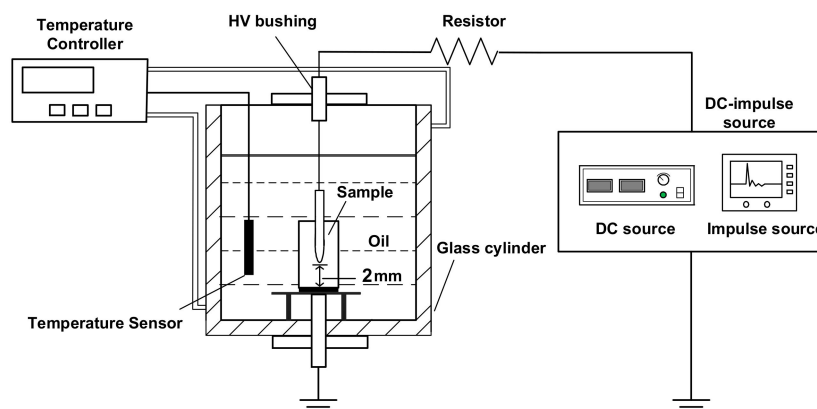 Temperature
Controller
HV bushing
Resistor
DC-impulse
source
Sample
DC source
Impulse source
Oil
Glass cylinder
2mm
Temperature Sensor